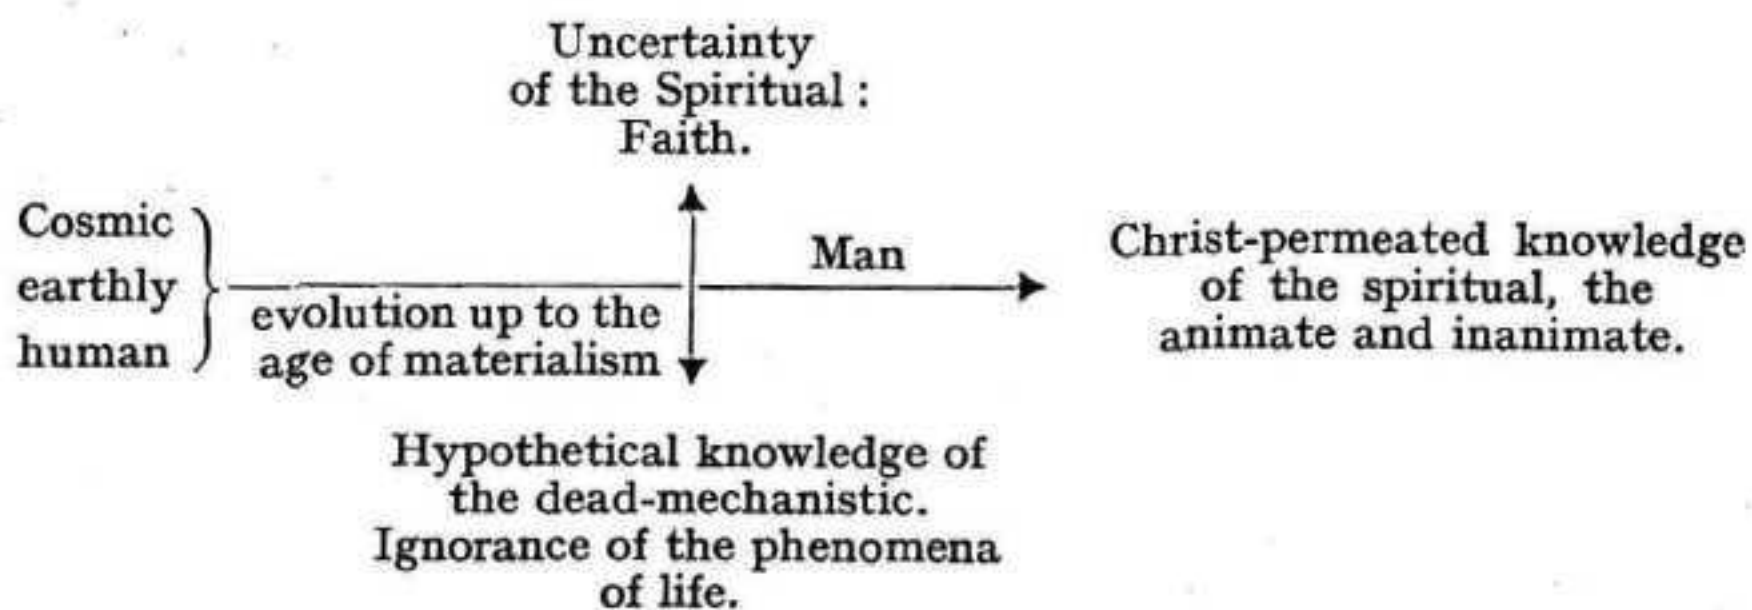 Uncertainty
of the Spiritual :
Faith.
Cosmic
earthly
human
evolution up to the
age of materialism
Man
Christ-permeated knowledge
of the spiritual, the
animate and inanimate.
Hypothetical knowledge of
the dead-mechanistic.
Ignorance of the phenomena
of life.